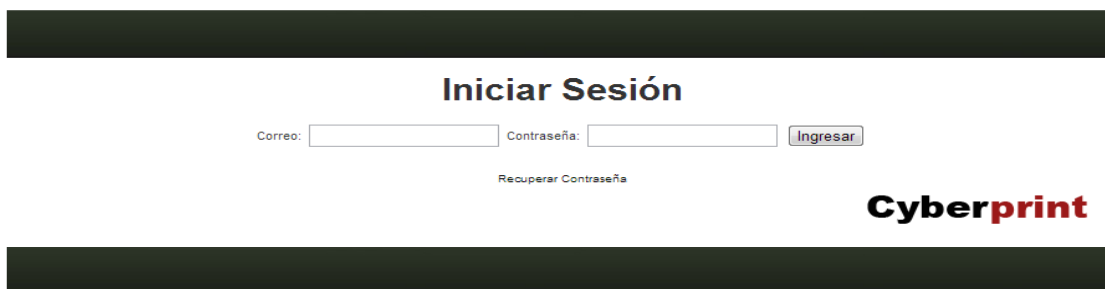 Iniciar Sesión
Correo: Contraseña: Ingresar
Recuperar Contraseña
Cyberprint